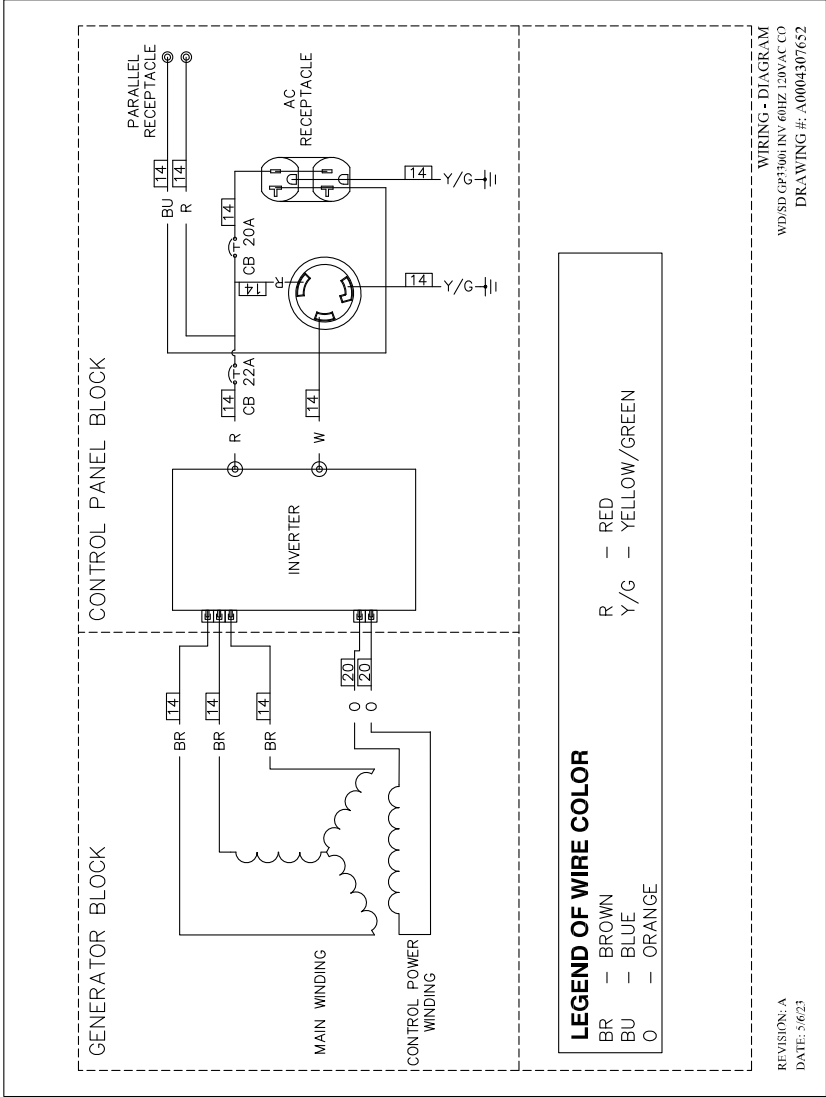 GENERATOR BLOCK
CONTROL PANEL BLOCK
MAIN WINDING
CONTROL POWER
WINDING
BR
14
BR
14
BR
14
O
20
O
20
INVERTER
R
14
CB 22A
W
14
BU
14
R
14
PARALLEL
RECEPTACLE
14
R
CB 20A
14
AC
RECEPTACLE
14
Y/G
14
Y/G
LEGEND OF WIRE COLOR
BR – BROWN
BU – BLUE
O – ORANGE
R – RED
Y/G – YELLOW/GREEN
REVISION: A
DATE: 5/6/23
WIRING - DIAGRAM
WD/SD GP3300i INV 60HZ 120VAC CO
DRAWING #: A0004307652